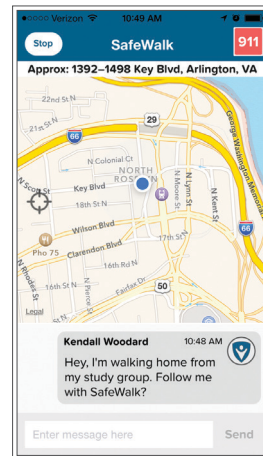 Verizon 10:49 AM
Stop SafeWalk 911
Approx: 1392–1498 Key Blvd, Arlington, VA
22nd St N
21st St N
29
66
George Washington Memorial
N Colonial Ct
NORTH
ROSSLYN
N Scott St
Key Blvd
18th St N
N Moore St
N Lynn St
N Kent St
66
Wilson Blvd
Pho 75
Clarendon Blvd
17th St N
16th Rd N
N Rhodes St
16th St N
N Pierce St
Fairfax Dr
50
Legal
Kendall Woodard 10:48 AM
Hey, I'm walking home from
my study group. Follow me
with SafeWalk?
Enter message here Send